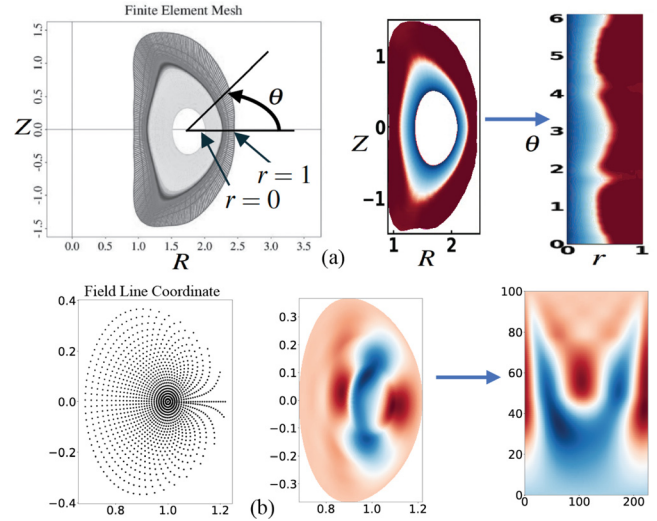 Finite Element Mesh
1.5
1.0
0.5
Z 0.0
-0.5
-1.0
-1.5
0.0 0.5 1.0 1.5 2.0 2.5 3.0 3.5
R
θ
r = 1
r = 0
1
Z 0
-1
1 2
R
6
5
4
3
θ
2
1
0
0 r 1
(a)
Field Line Coordinate
0.4
0.2
0.0
-0.2
-0.4
0.8 1.0 1.2
0.3
0.2
0.1
0.0
-0.1
-0.2
-0.3
0.8 1.0 1.2
100
80
60
40
20
0
0 100 200
(b)